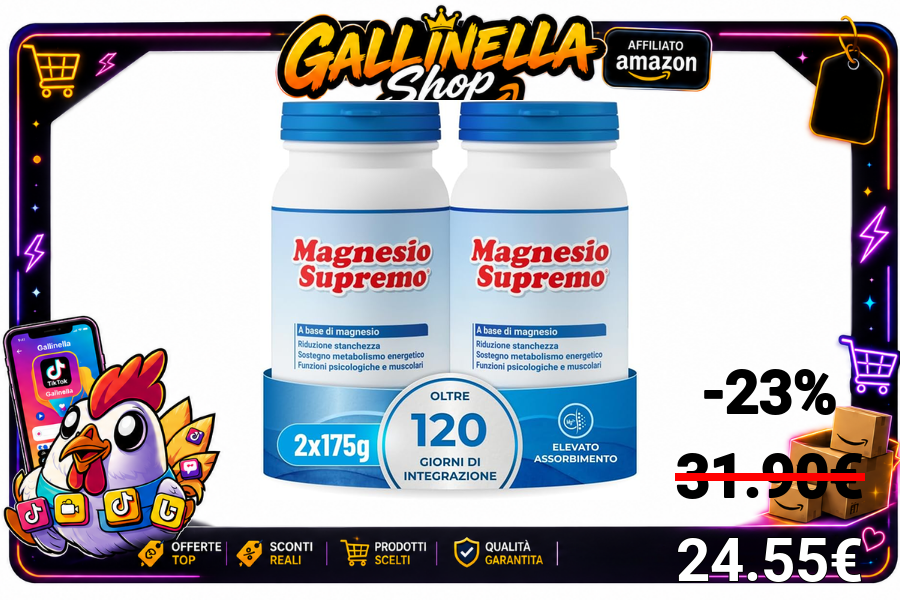 GALLINELLA
Shop
AFFILIATO
amazon
Magnesio
Supremo
A base di magnesio
Riduzione stanchezza
Sostegno metabolismo energetico
Funzioni psicologiche e muscolari
Magnesio
Supremo
A base di magnesio
Riduzione stanchezza
Sostegno metabolismo energetico
Funzioni psicologiche e muscolari
2x175g
OLTRE
120
GIORNI DI
INTEGRAZIONE
ELEVATO
ASSORBIMENTO
Gallinella
TikTok
Gallinella
-23%
31.90€
24.55€
OFFERTE
TOP
SCONTI
REALI
PRODOTTI
SCELTI
QUALITÀ
GARANTITA